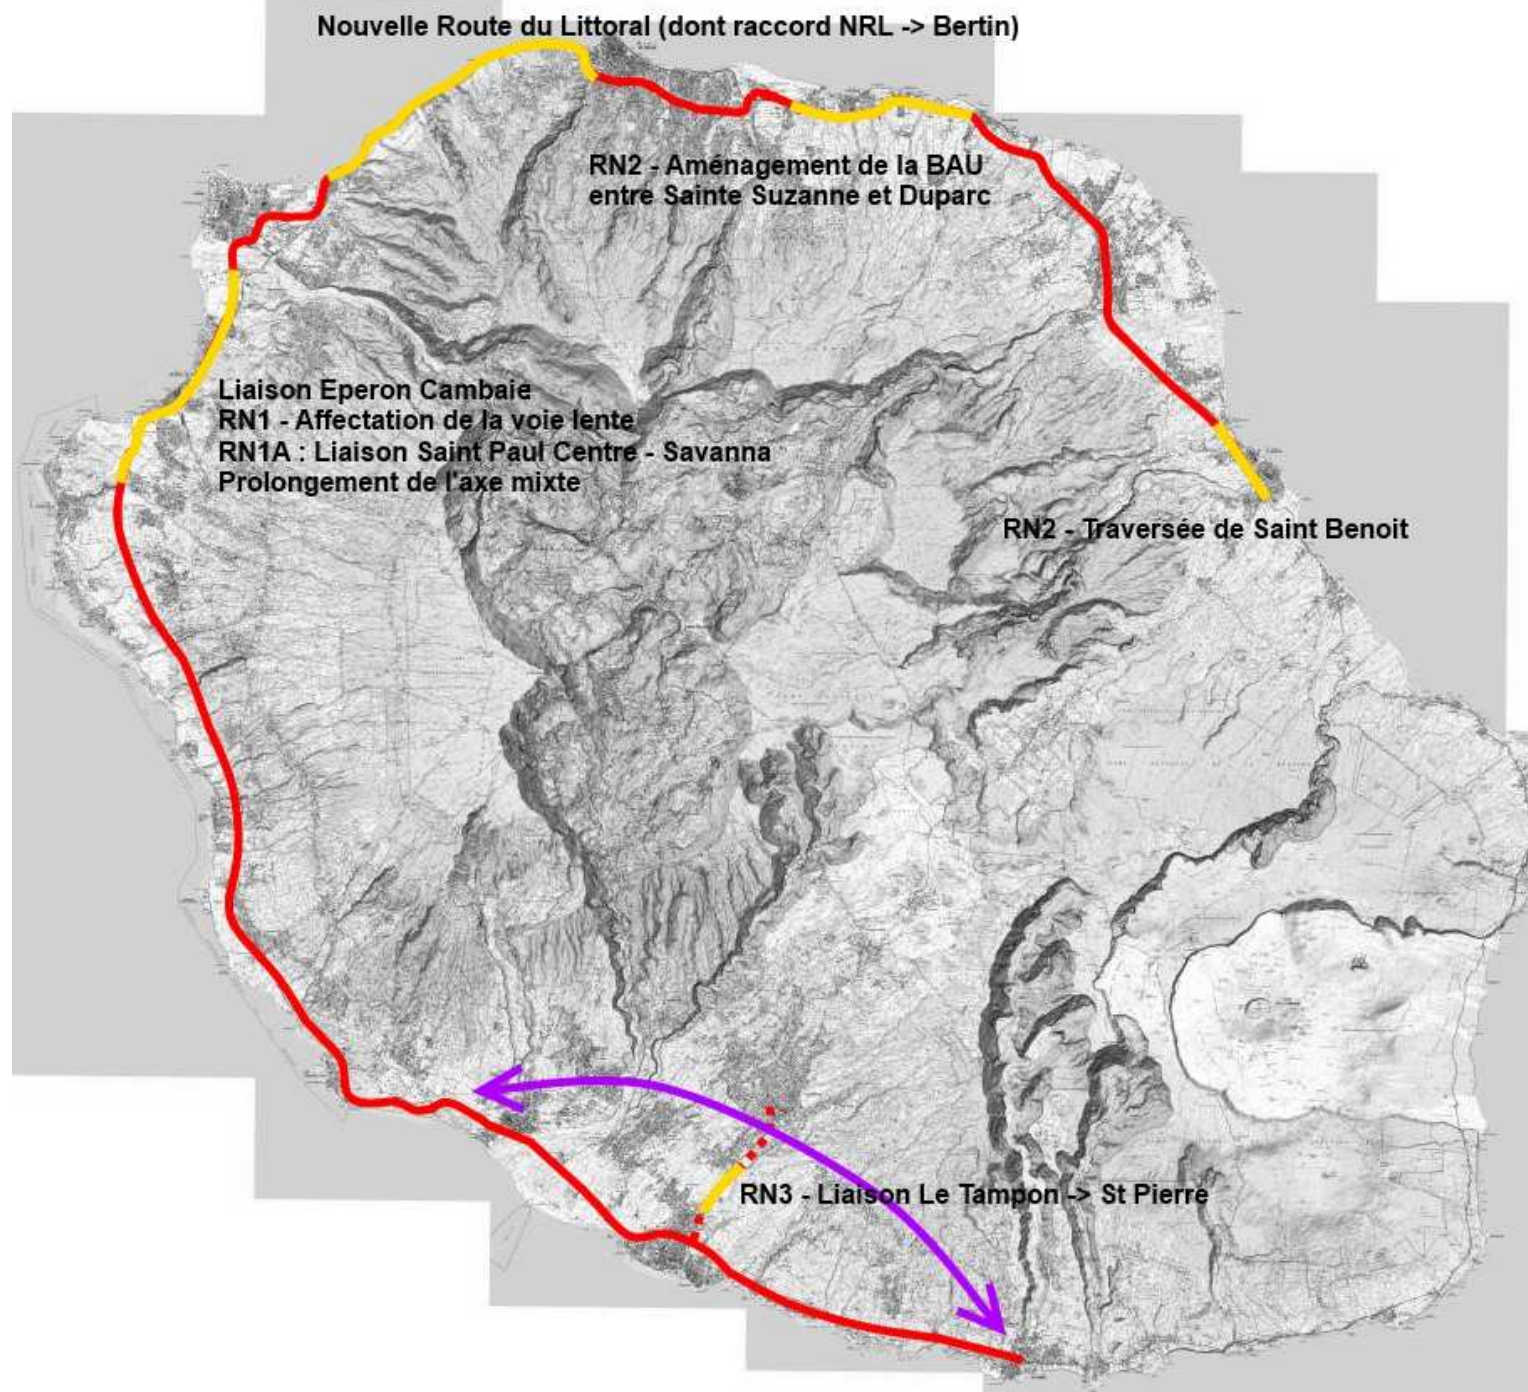 Nouvelle Route du Littoral (dont raccord NRL -> Bertin)
RN2 - Aménagement de la BAU
entre Sainte Suzanne et Duparc
Liaison Eperon Cambaie
RN1 - Affectation de la voie lente
RN1A : Liaison Saint Paul Centre - Savanna
Prolongement de l'axe mixte
RN2 - Traversée de Saint Benoit
RN3 - Liaison Le Tampon -> St Pierre